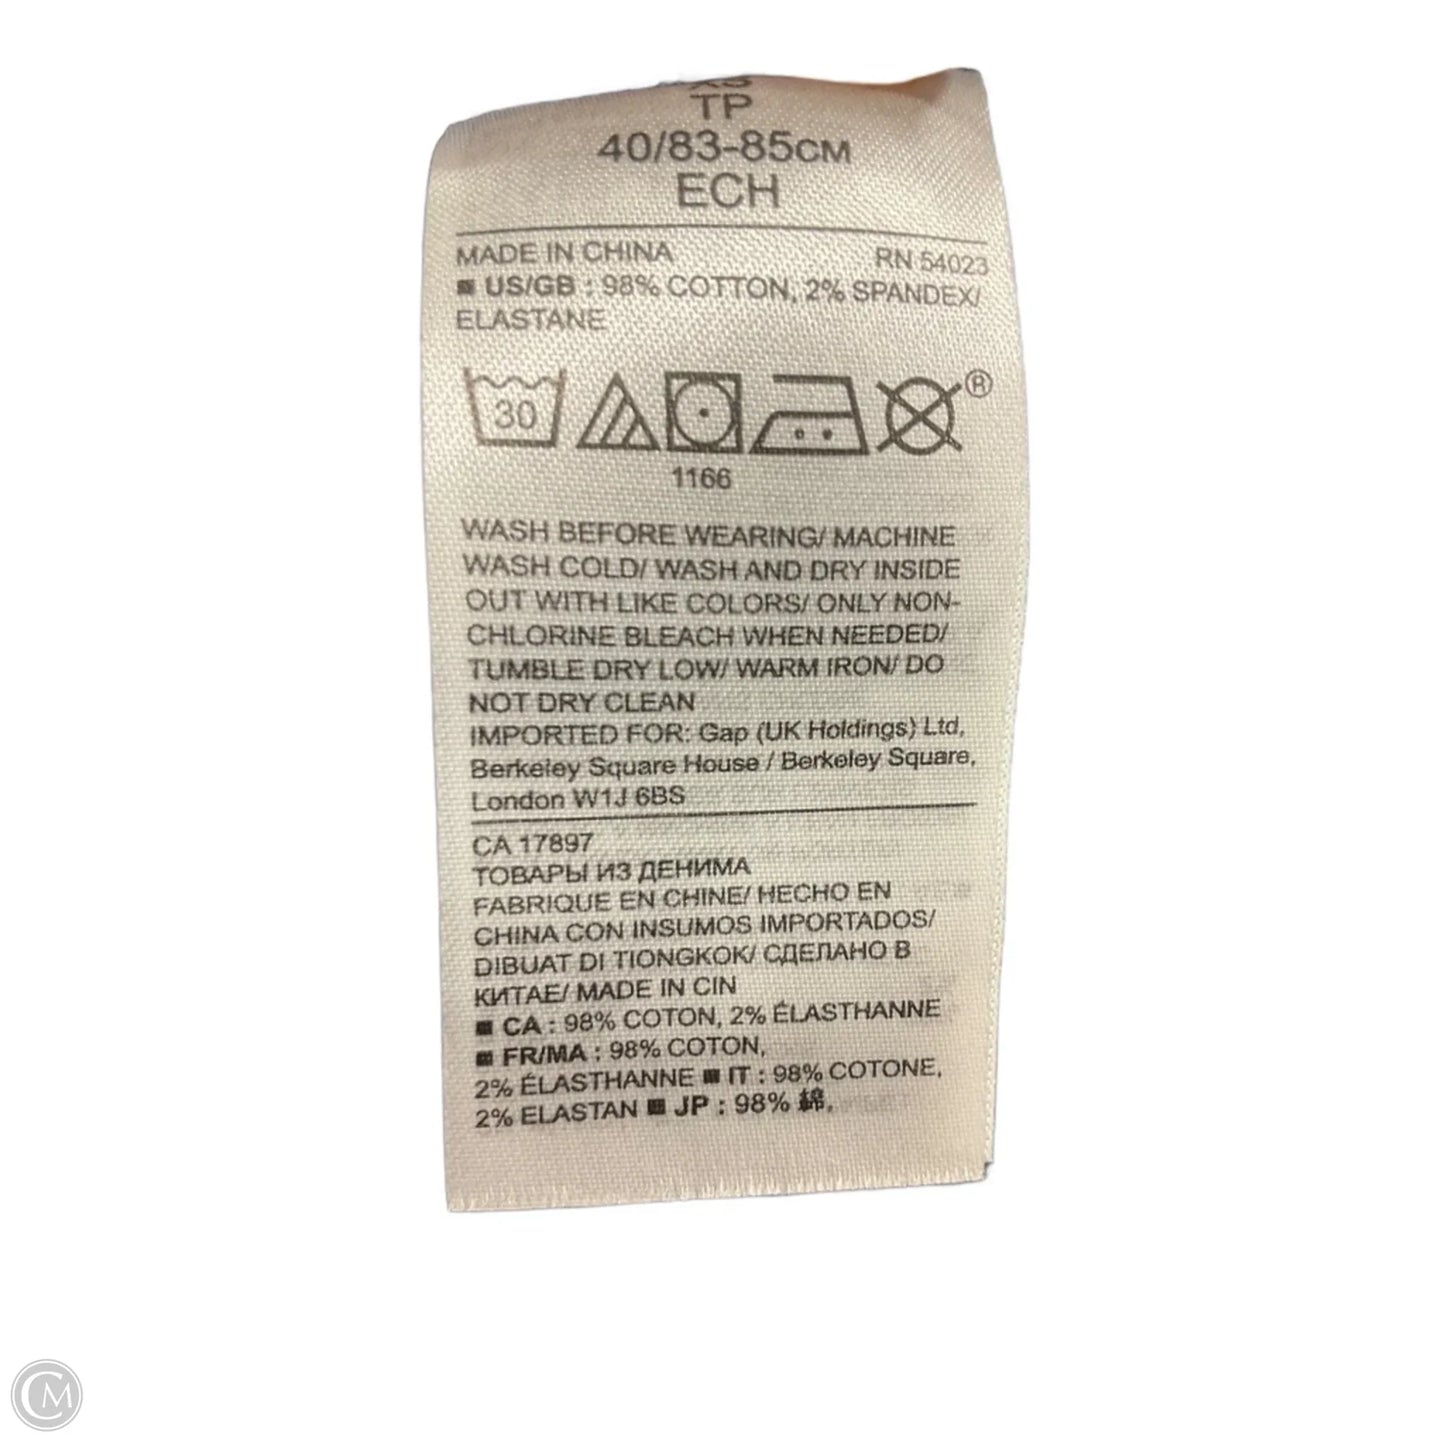 XS
TP
40/83-85CM
ECH
MADE IN CHINA RN 54023
■ US/GB : 98% COTTON, 2% SPANDEX/
ELASTANE
30 ®
1166
WASH BEFORE WEARING/ MACHINE
WASH COLD/ WASH AND DRY INSIDE
OUT WITH LIKE COLORS/ ONLY NON-
CHLORINE BLEACH WHEN NEEDED/
TUMBLE DRY LOW/ WARM IRON/ DO
NOT DRY CLEAN
IMPORTED FOR: Gap (UK Holdings) Ltd,
Berkeley Square House / Berkeley Square,
London W1J 6BS
CA 17897
ТОВАРЫ ИЗ ДЕНИМА
FABRIQUE EN CHINE/ HECHO EN
CHINA CON INSUMOS IMPORTADOS/
DIBUAT DI TIONGKOK/ СДЕЛАНО В
КИТАЕ/ MADE IN CIN
■ CA : 98% COTON, 2% ÉLASTHANNE
■ FR/MA : 98% COTON,
2% ÉLASTHANNE ■ IT : 98% COTONE,
2% ELASTAN ■ JP : 98% 綿,
CM